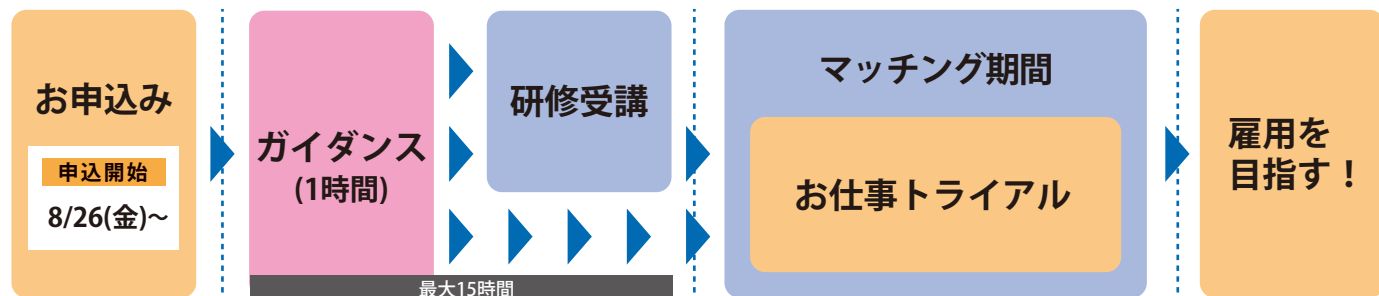 お申込み
申込開始
8/26(金)~
ガイダンス
(1時間)
研修受講
最大15時間
マッチング期間
お仕事トライアル
雇用を
目指す！